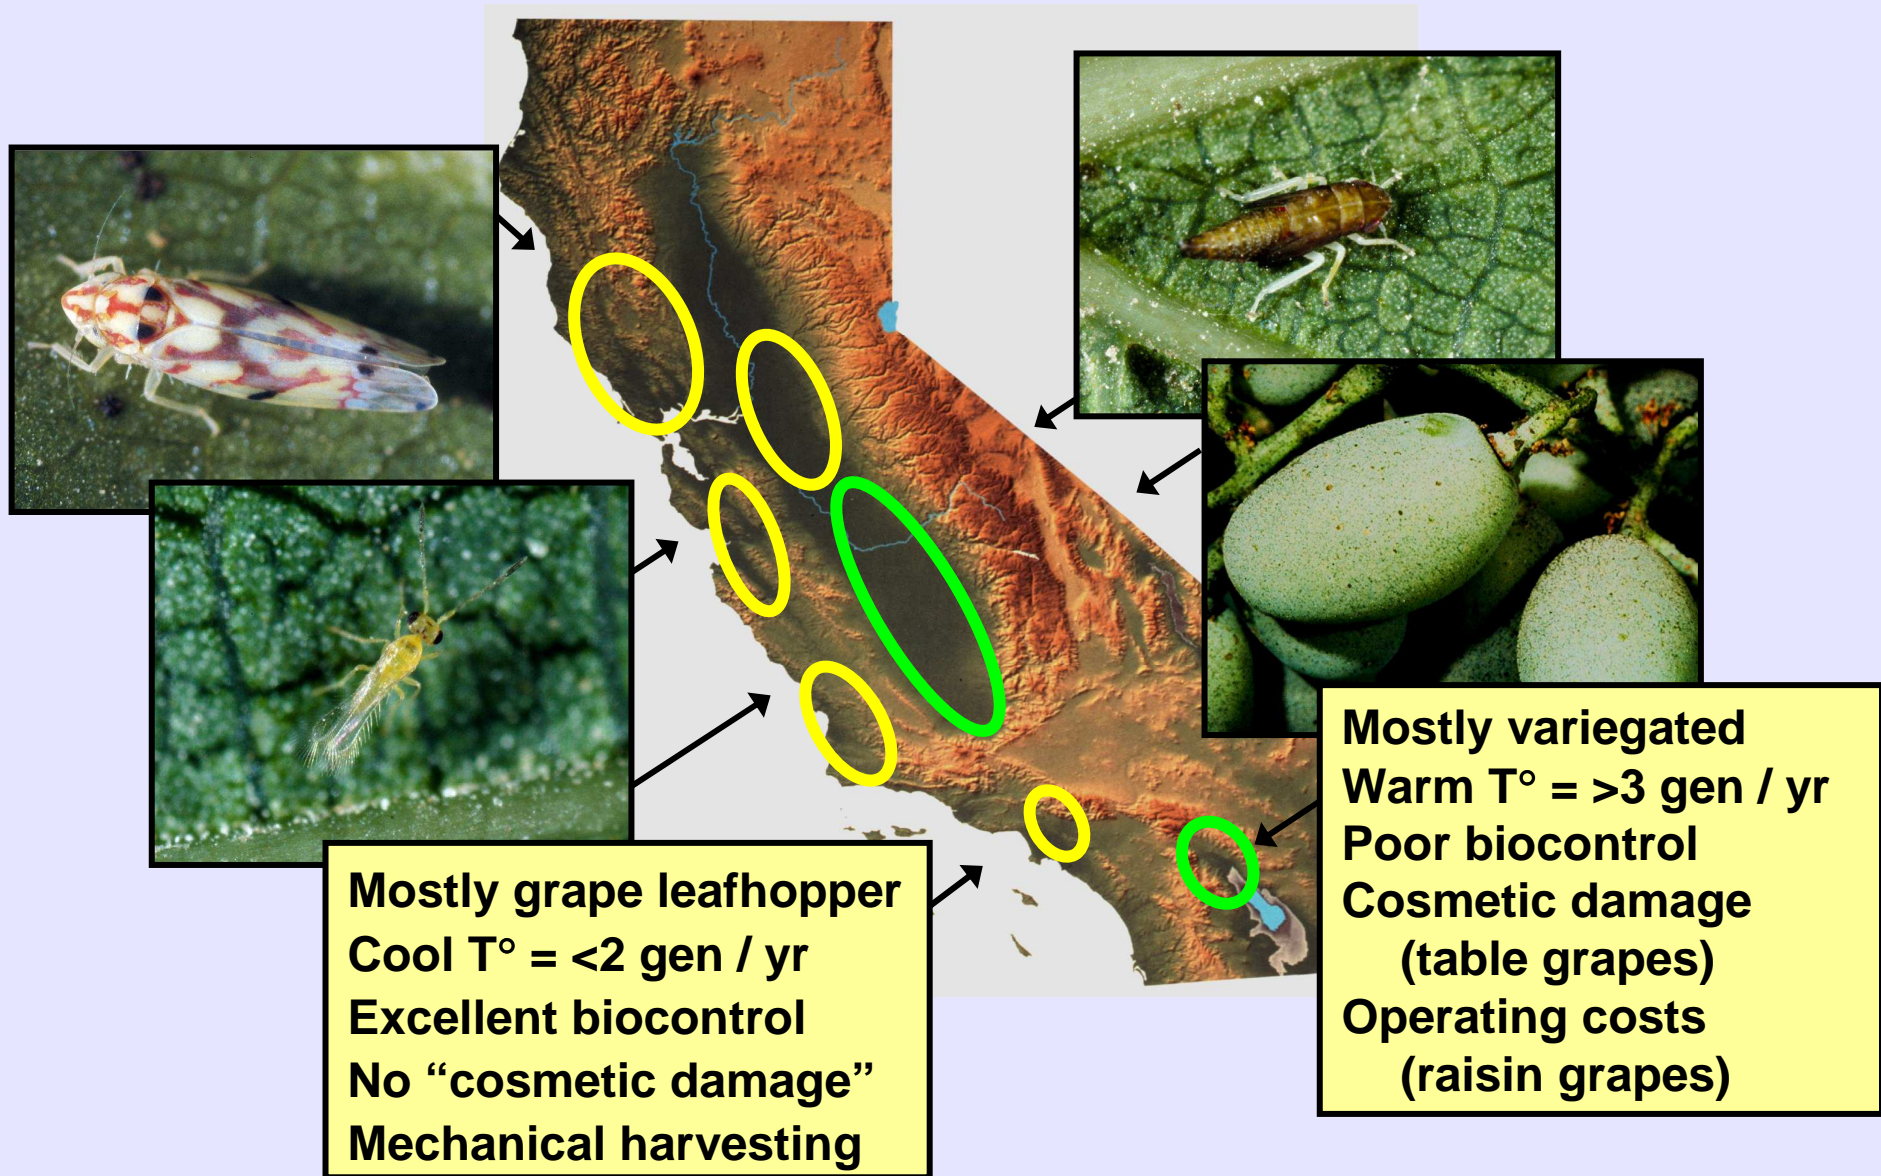 Mostly grape leafhopper
Cool T° = <2 gen / yr
Excellent biocontrol
No “cosmetic damage”
Mechanical harvesting
Mostly variegated
Warm T° = >3 gen / yr
Poor biocontrol
Cosmetic damage
(table grapes)
Operating costs
(raisin grapes)